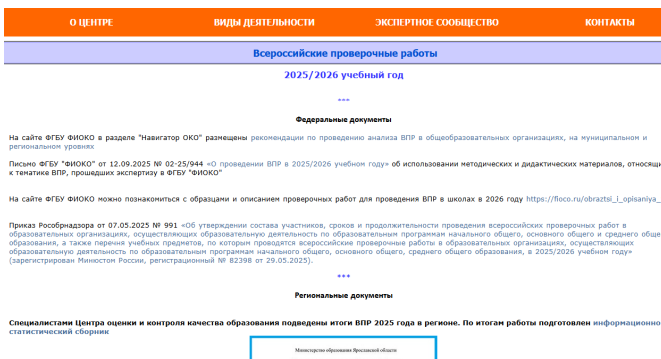 О ЦЕНТРЕ ВИДЫ ДЕЯТЕЛЬНОСТИ ЭКСПЕРТНОЕ СООБЩЕСТВО КОНТАКТЫ
Всероссийские проверочные работы
2025/2026 учебный год
***
Федеральные документы
На сайте ФГБУ ФИОКО в разделе "Навигатор ОКО" размещены рекомендации по проведению анализа ВПР в общеобразовательных организациях, на муниципальном и
региональном уровнях
Письмо ФГБУ "ФИОКО" от 12.09.2025 № 02-25/944 «О проведении ВПР в 2025/2026 учебном году» об использовании методических и дидактических материалов, относящи
к тематике ВПР, прошедших экспертизу в ФГБУ "ФИОКО"
На сайте ФГБУ ФИОКО можно познакомиться с образцами и описанием проверочных работ для проведения ВПР в школах в 2026 году https://fioco.ru/obraztsi_i_opisaniya_
Приказ Рособрнадзора от 07.05.2025 № 991 «Об утверждении состава участников, сроков и продолжительности проведения всероссийских проверочных работ в
образовательных организациях, осуществляющих образовательную деятельность по образовательным программам начального общего, основного общего и среднего обще
образования, а также перечня учебных предметов, по которым проводятся всероссийские проверочные работы в образовательных организациях, осуществляющих
образовательную деятельность по образовательным программам начального общего, основного общего, среднего общего образования, в 2025/2026 учебном году»
(зарегистрирован Минюстом России, регистрационный № 82398 от 29.05.2025).
***
Региональные документы
Специалистами Центра оценки и контроля качества образования подведены итоги ВПР 2025 года в регионе. По итогам работы подготовлен информационно
статистический сборник
Министерство образования Ярославской области